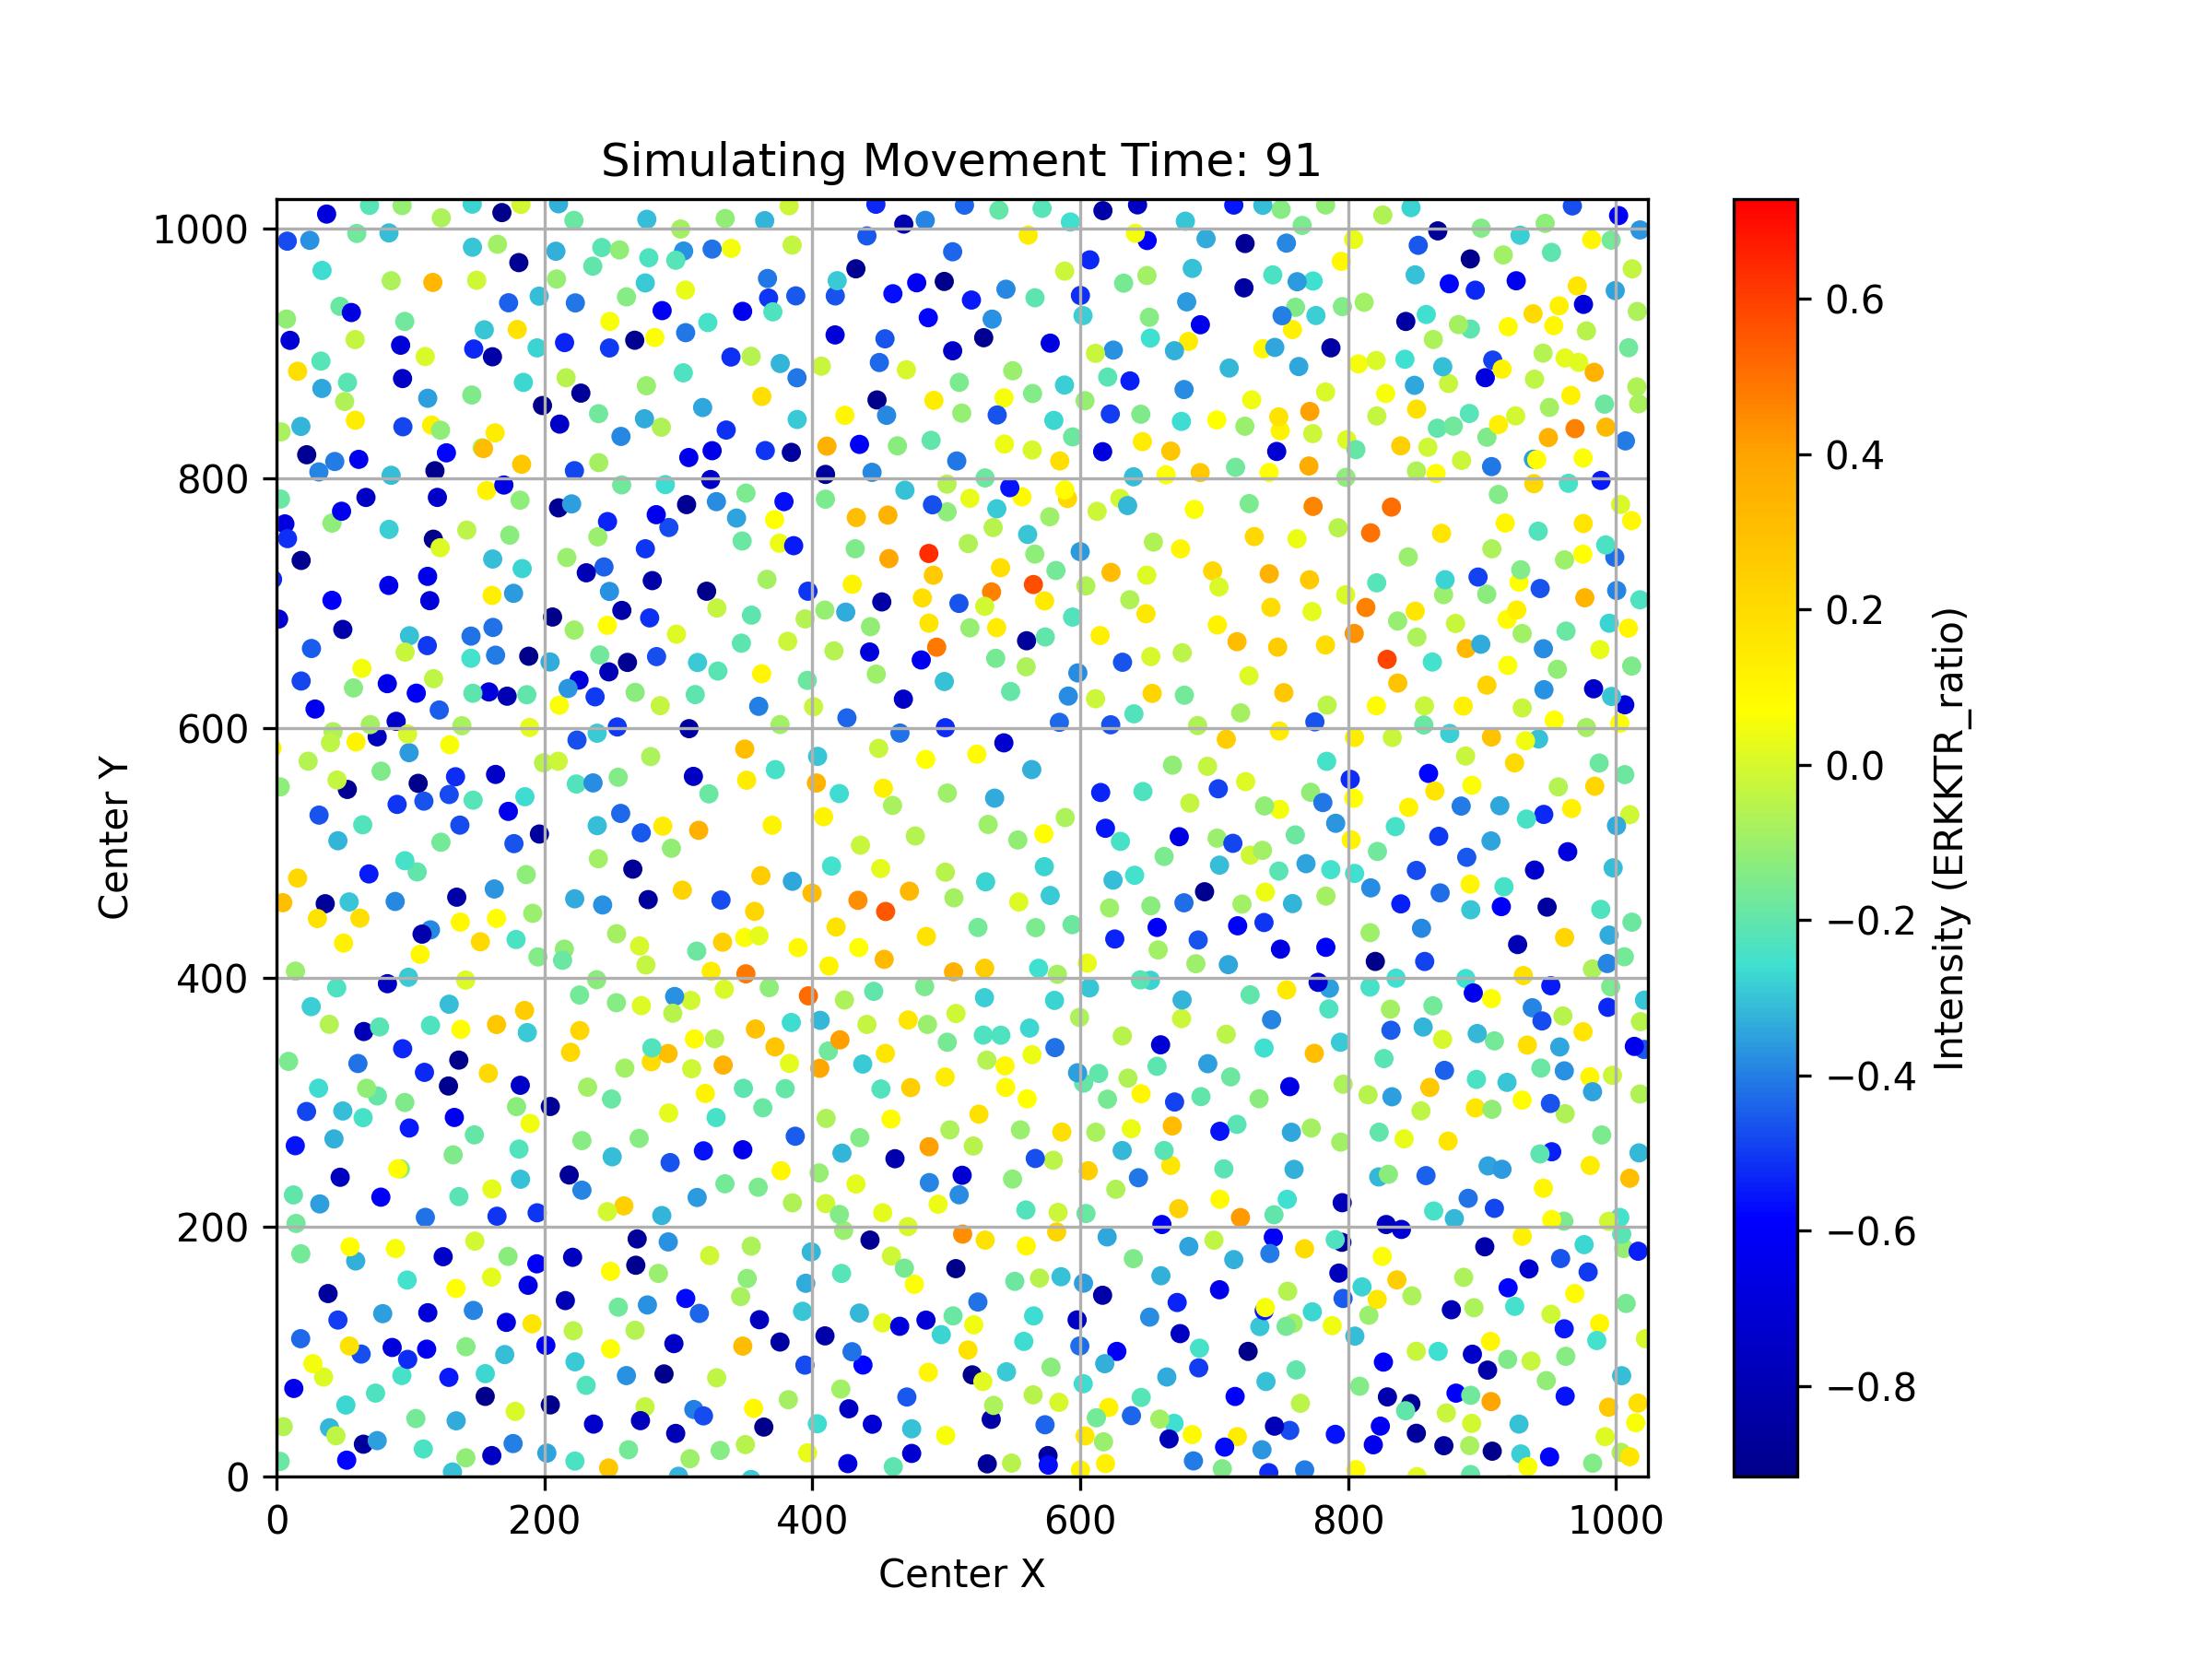 Simulating Movement Time: 91
1000
800
600
400
200
0
Center Y
0 200 400 600 800 1000
Center X
0.6
0.4
0.2
0.0
−0.2
−0.4
−0.6
−0.8
Intensity (ERKKTR_ratio)